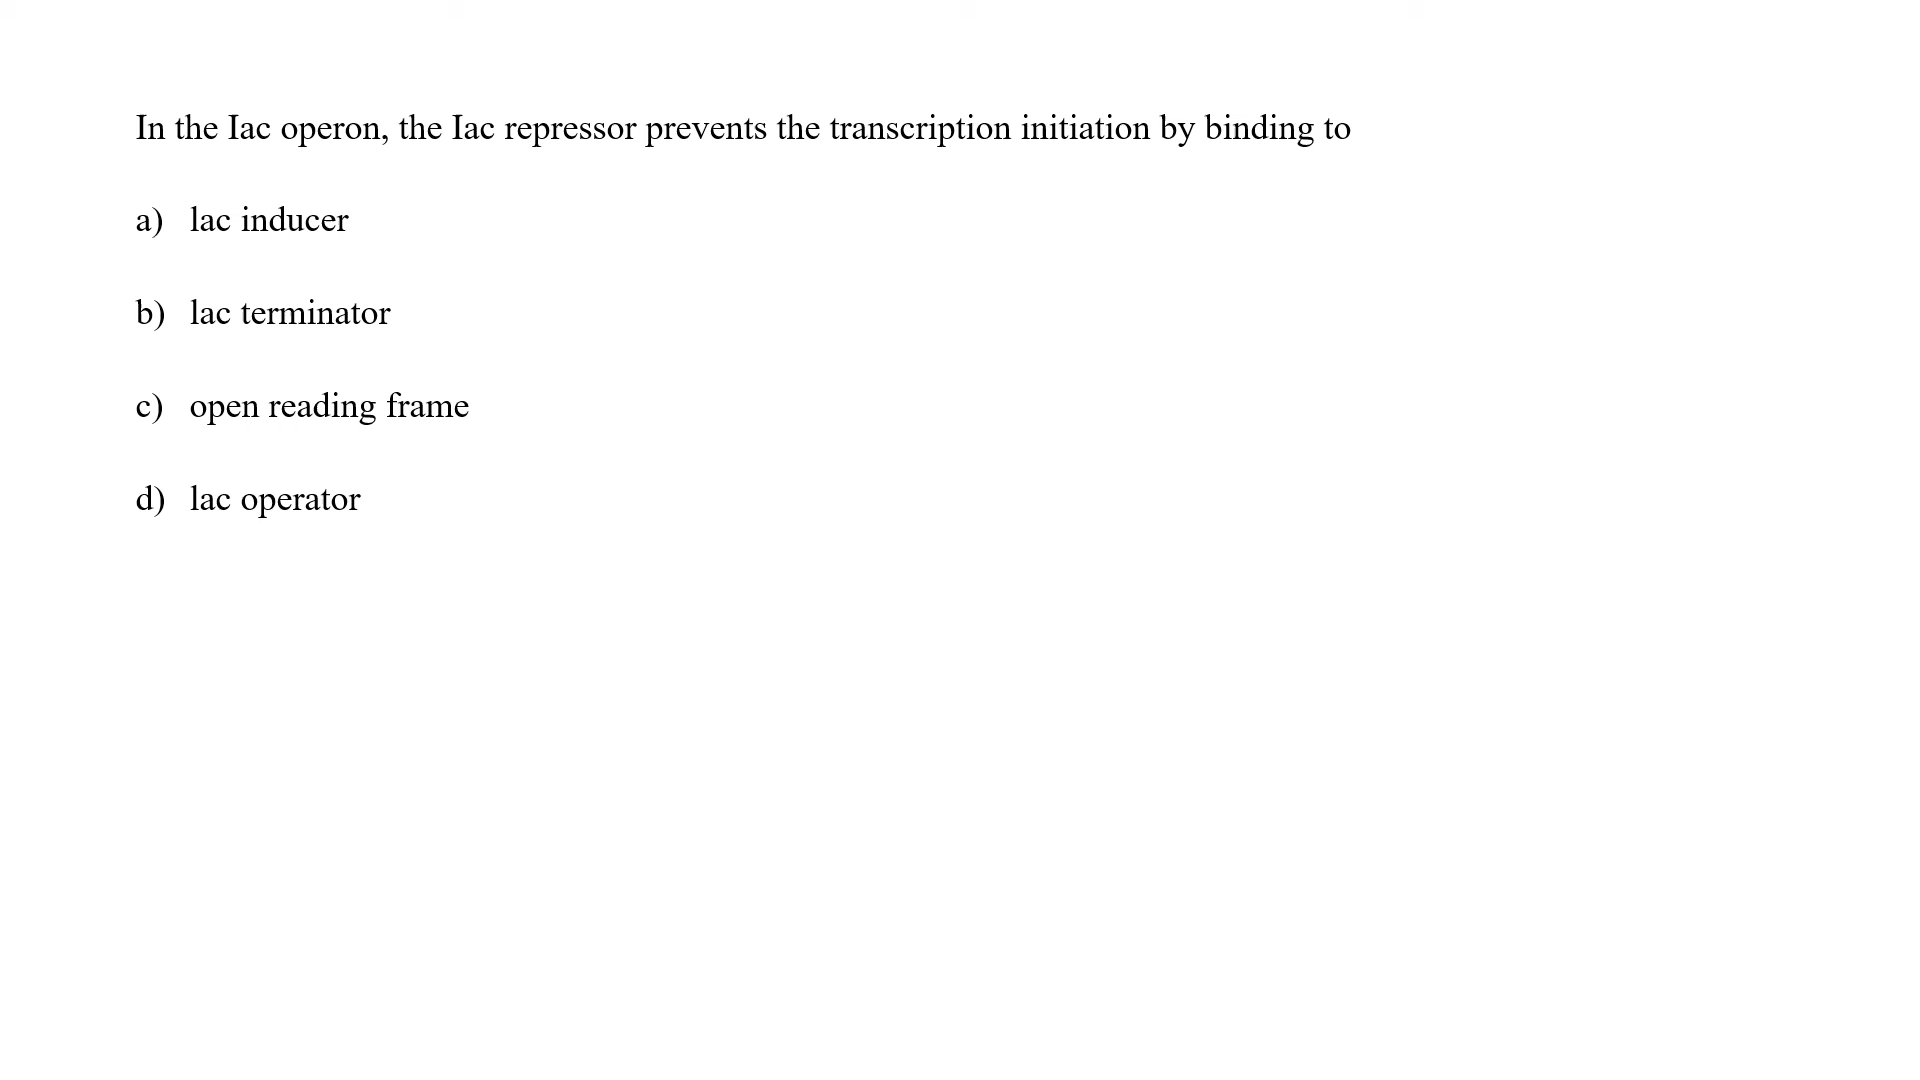 In the Iac operon, the Iac repressor prevents the transcription initiation by binding to
a) lac inducer
b) lac terminator
c) open reading frame
d) lac operator